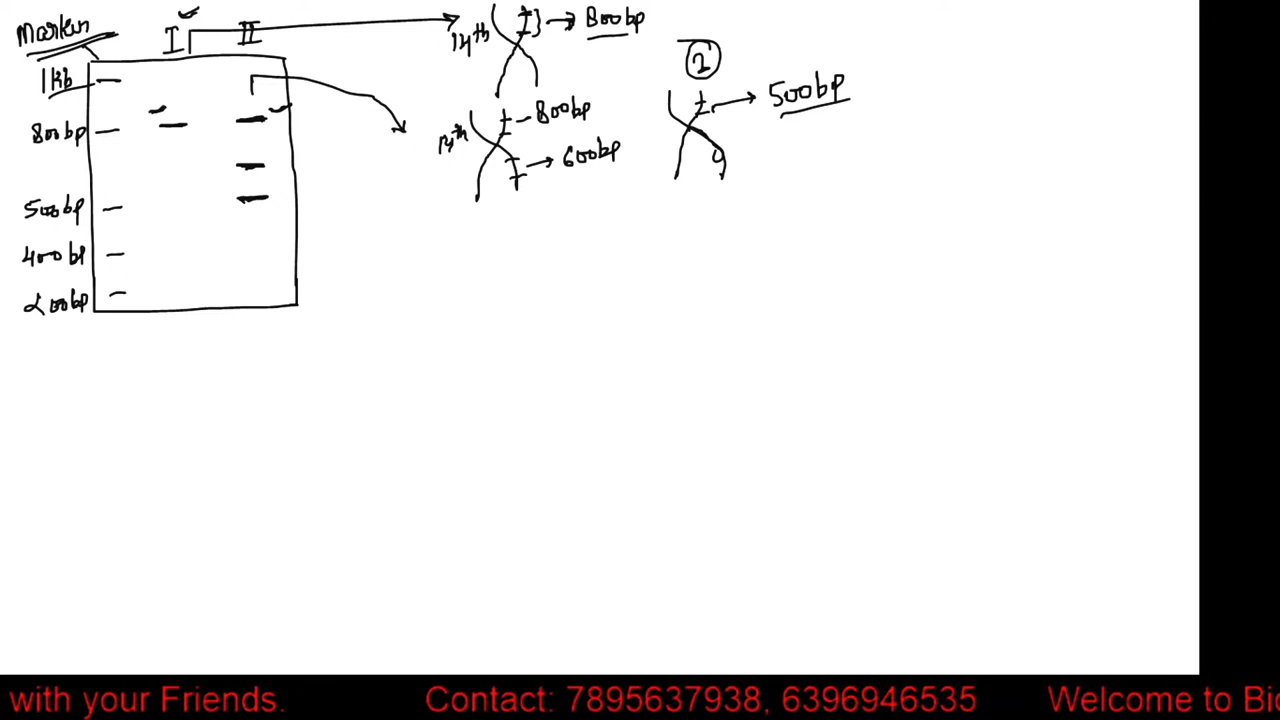 Marker
I
II
1kb
800bp
500bp
400bp
200bp
14th
800bp
14th
800bp
600bp
2
500bp
with your Friends. Contact: 7895637938, 6396946535 Welcome to Bi